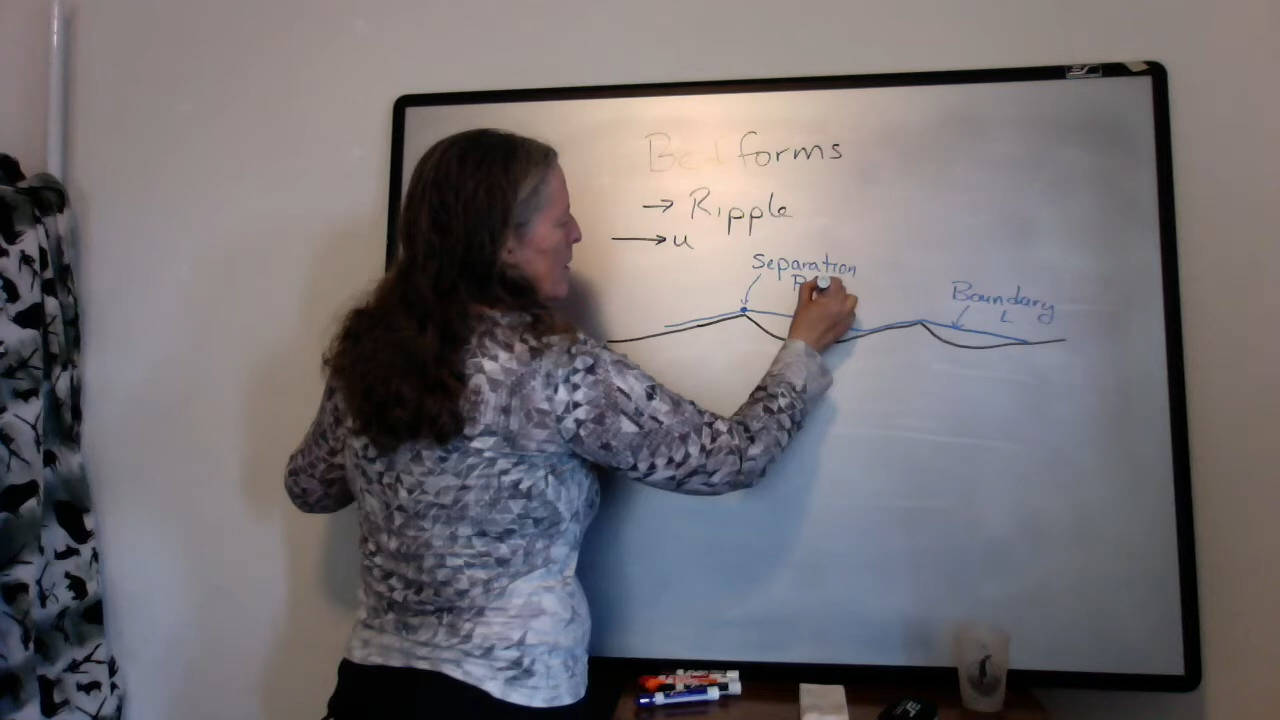 Bedforms
→ Ripple
→ u
Separation
P
Boundary
L